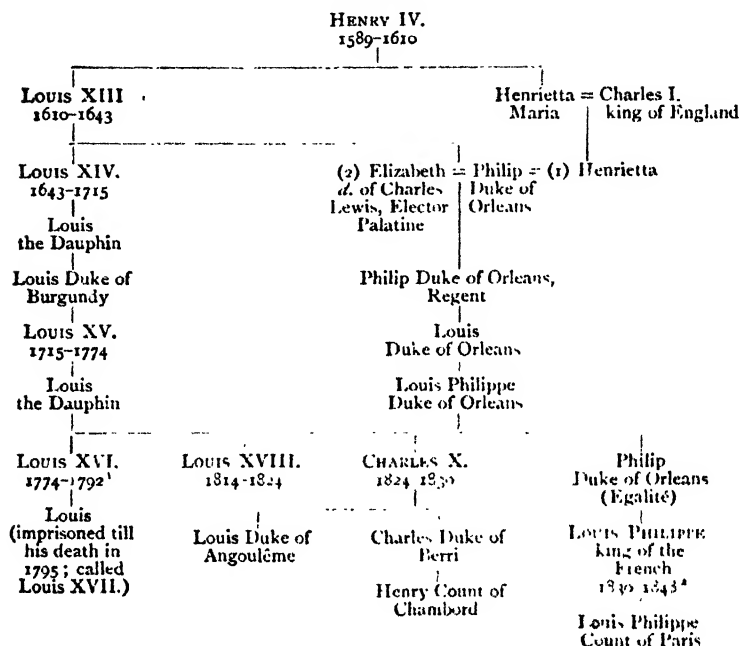 HENRY IV.
1589-1610
LOUIS XIII
1610-1643
Henrietta = Charles I.
Maria king of England
LOUIS XIV.
1643-1715
(2) Elizabeth = Philip = (1) Henrietta
d. of Charles Duke of
Lewis, Elector Orleans
Palatine
Louis
the Dauphin
Louis Duke of
Burgundy
Philip Duke of Orleans,
Regent
LOUIS XV.
1715-1774
Louis
Duke of Orleans
Louis
the Dauphin
Louis Philippe
Duke of Orleans
LOUIS XVI.
1774-1792¹
LOUIS XVIII.
1814-1824
CHARLES X.
1824 1830
Philip
Duke of Orleans
(Egalité)
Louis
(imprisoned till
his death in
1795; called
Louis XVII.)
Louis Duke of
Angoulême
Charles Duke of
Berri
LOUIS PHILIPPE
king of the
French
1830 1848²
Henry Count of
Chambord
Louis Philippe
Count of Paris